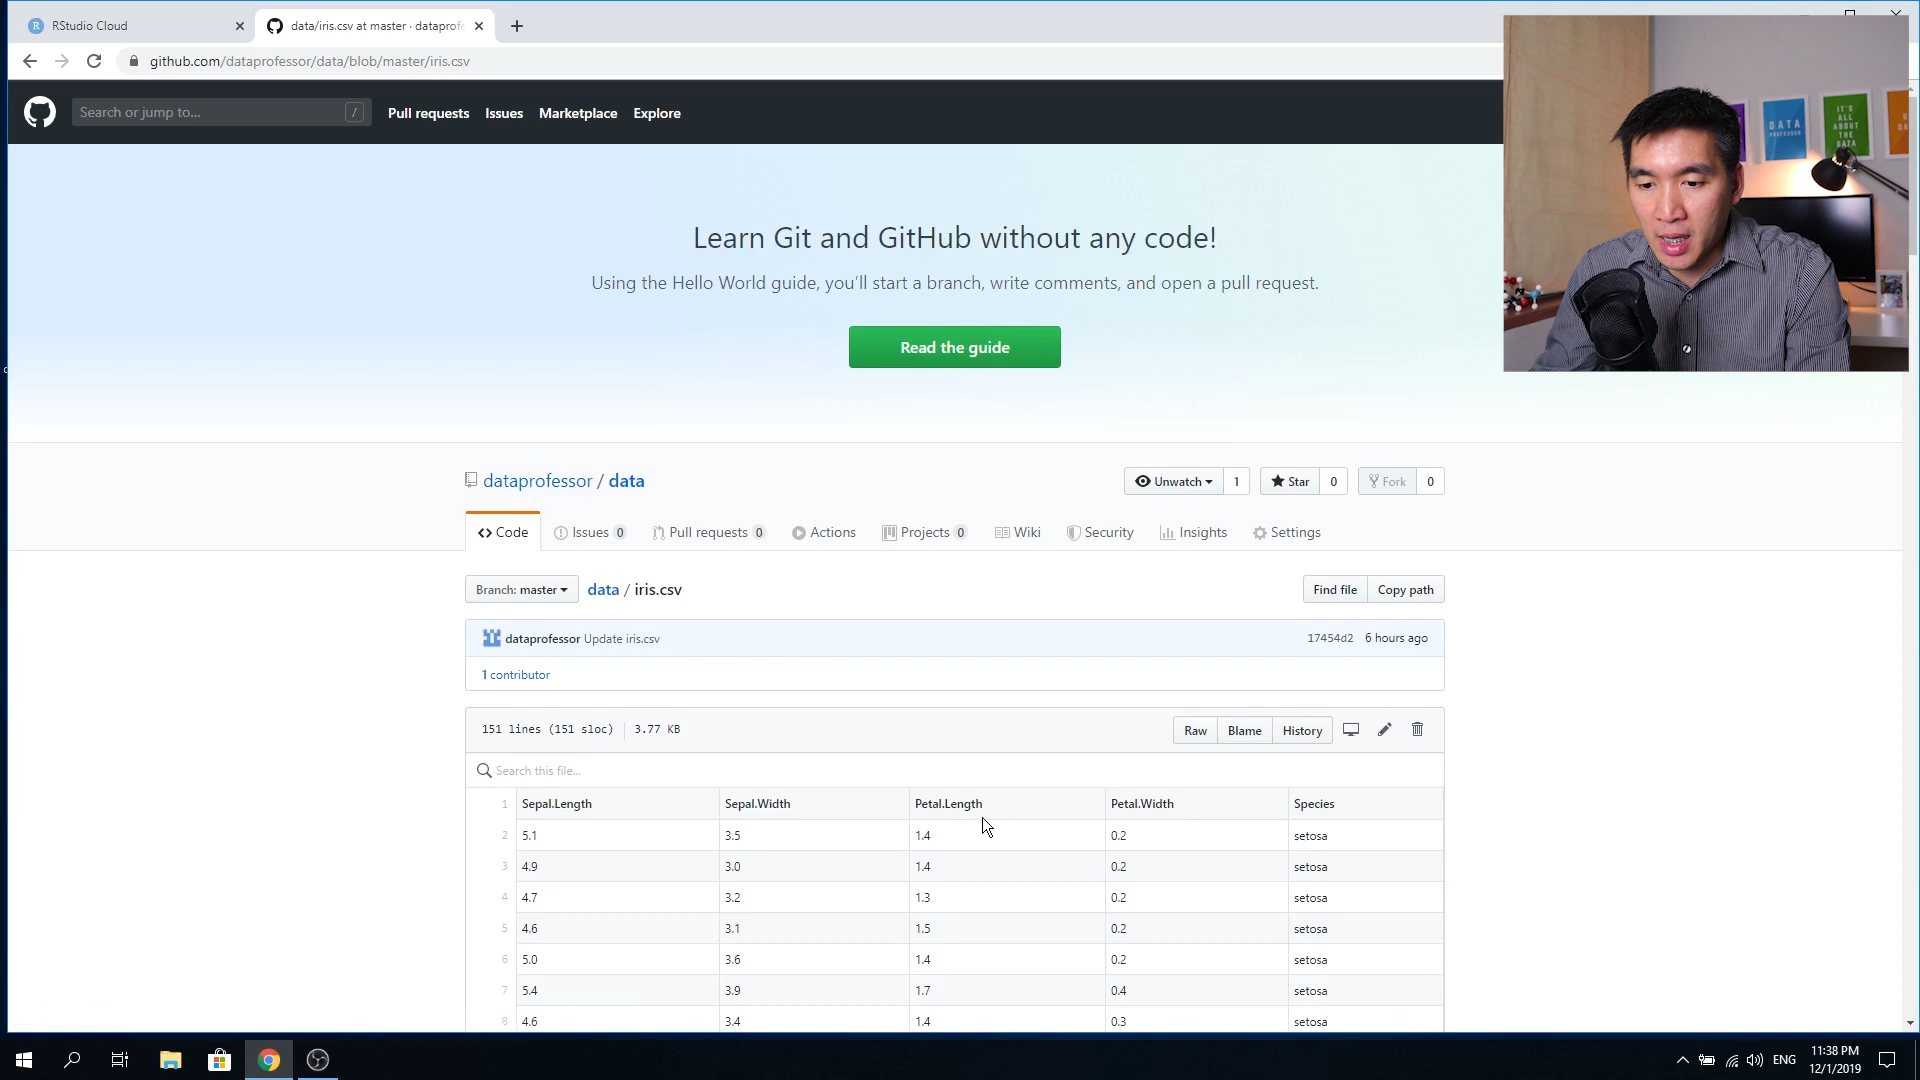 RStudio Cloud
data/iris.csv at master · dataprofe
github.com/dataprofessor/data/blob/master/iris.csv
Search or jump to... /
Pull requests Issues Marketplace Explore
DATA
PROFESSOR
IT'S
ALL
ABOUT
THE
DATA
Learn Git and GitHub without any code!
Using the Hello World guide, you'll start a branch, write comments, and open a pull request.
Read the guide
dataprofessor / data
Unwatch 1 Star 0 Fork 0
Code Issues 0 Pull requests 0 Actions Projects 0 Wiki Security Insights Settings
Branch: master data / iris.csv Find file Copy path
dataprofessor Update iris.csv 17454d2 6 hours ago
1 contributor
151 lines (151 sloc) 3.77 KB Raw Blame History
Search this file...
1 Sepal.Length Sepal.Width Petal.Length Petal.Width Species
2 5.1 3.5 1.4 0.2 setosa
3 4.9 3.0 1.4 0.2 setosa
4 4.7 3.2 1.3 0.2 setosa
5 4.6 3.1 1.5 0.2 setosa
6 5.0 3.6 1.4 0.2 setosa
7 5.4 3.9 1.7 0.4 setosa
8 4.6 3.4 1.4 0.3 setosa
ENG
11:38 PM
12/1/2019